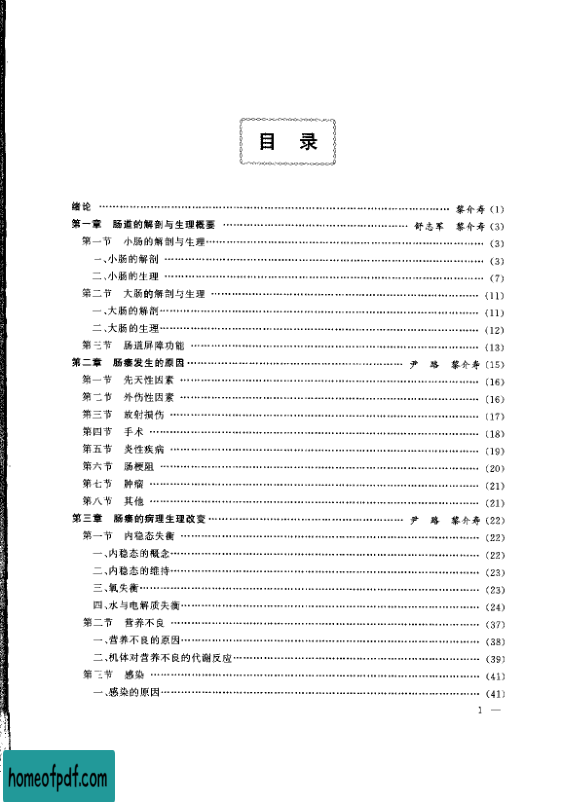 目 录
绪论 …………………… 黎介寿 (1)
第一章 肠道的解剖与生理概要 …………………… 舒志军 黎介寿 (3)
第一节 小肠的解剖与生理 …………………… (3)
一、小肠的解剖 …………………… (3)
二、小肠的生理 …………………… (7)
第二节 大肠的解剖与生理 …………………… (11)
一、大肠的解剖 …………………… (11)
二、大肠的生理 …………………… (12)
第三节 肠道屏障功能 …………………… (13)
第二章 肠瘘发生的原因 …………………… 尹 路 黎介寿 (15)
第一节 先天性因素 …………………… (16)
第二节 外伤性因素 …………………… (16)
第三节 放射损伤 …………………… (17)
第四节 手术 …………………… (18)
第五节 炎性疾病 …………………… (19)
第六节 肠梗阻 …………………… (20)
第七节 肿瘤 …………………… (21)
第八节 其他 …………………… (21)
第三章 肠瘘的病理生理改变 …………………… 尹 路 黎介寿 (22)
第一节 内稳态失衡 …………………… (22)
一、内稳态的概念 …………………… (22)
二、内稳态的维持 …………………… (23)
三、氧失衡 …………………… (23)
四、水与电解质失衡 …………………… (24)
第二节 营养不良 …………………… (37)
一、营养不良的原因 …………………… (38)
二、机体对营养不良的代谢反应 …………………… (39)
第三节 感染 …………………… (41)
一、感染的原因 …………………… (41)
1 —
homeofpdf.com